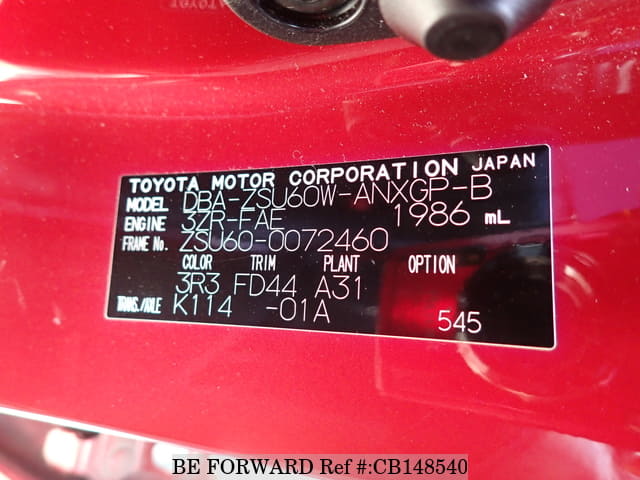 TOYOTA MOTOR CORPORATION JAPAN
MODEL DBA-ZSU60W-ANXGP-B
ENGINE 3ZR-FAE 1986 mL
FRAME No. ZSU60-0072460
COLOR TRIM PLANT OPTION
3R3 FD44 A31
TRANS./AXLE K114 -01A
545
BE FORWARD Ref #:CB148540